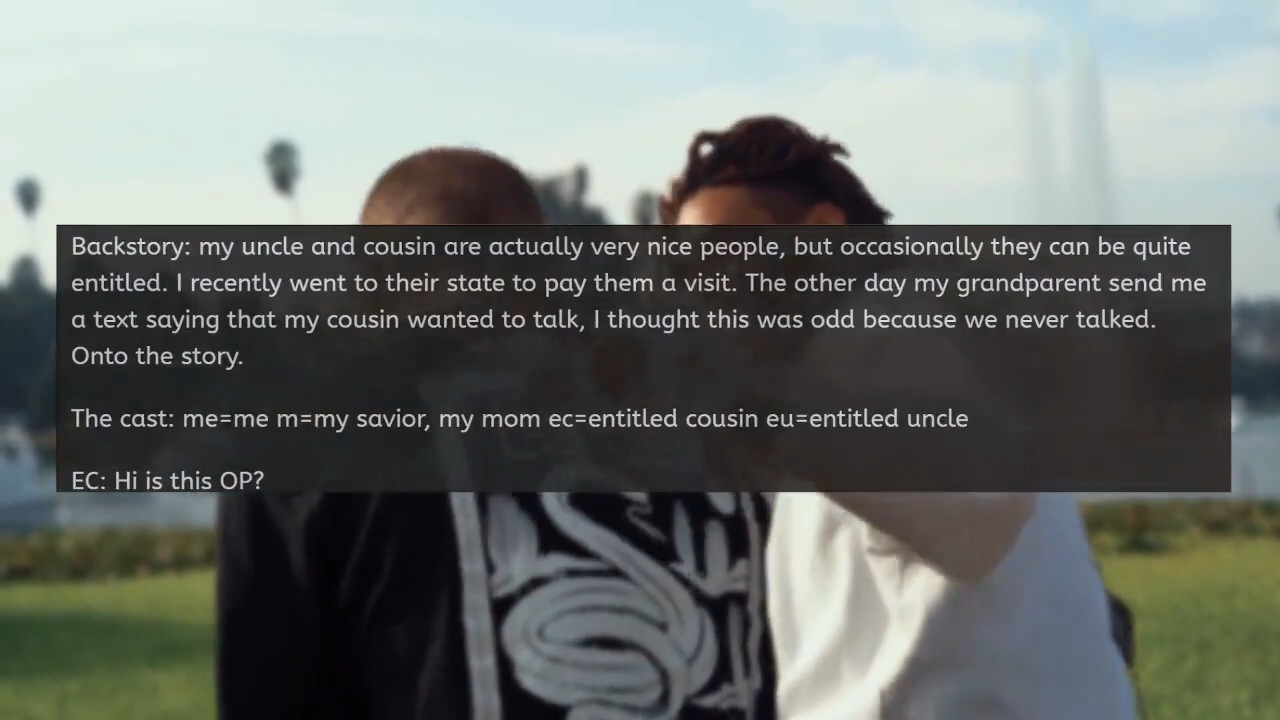 Backstory: my uncle and cousin are actually very nice people, but occasionally they can be quite
entitled. I recently went to their state to pay them a visit. The other day my grandparent send me
a text saying that my cousin wanted to talk, I thought this was odd because we never talked.
Onto the story.
The cast: me=me m=my savior, my mom ec=entitled cousin eu=entitled uncle
EC: Hi is this OP?